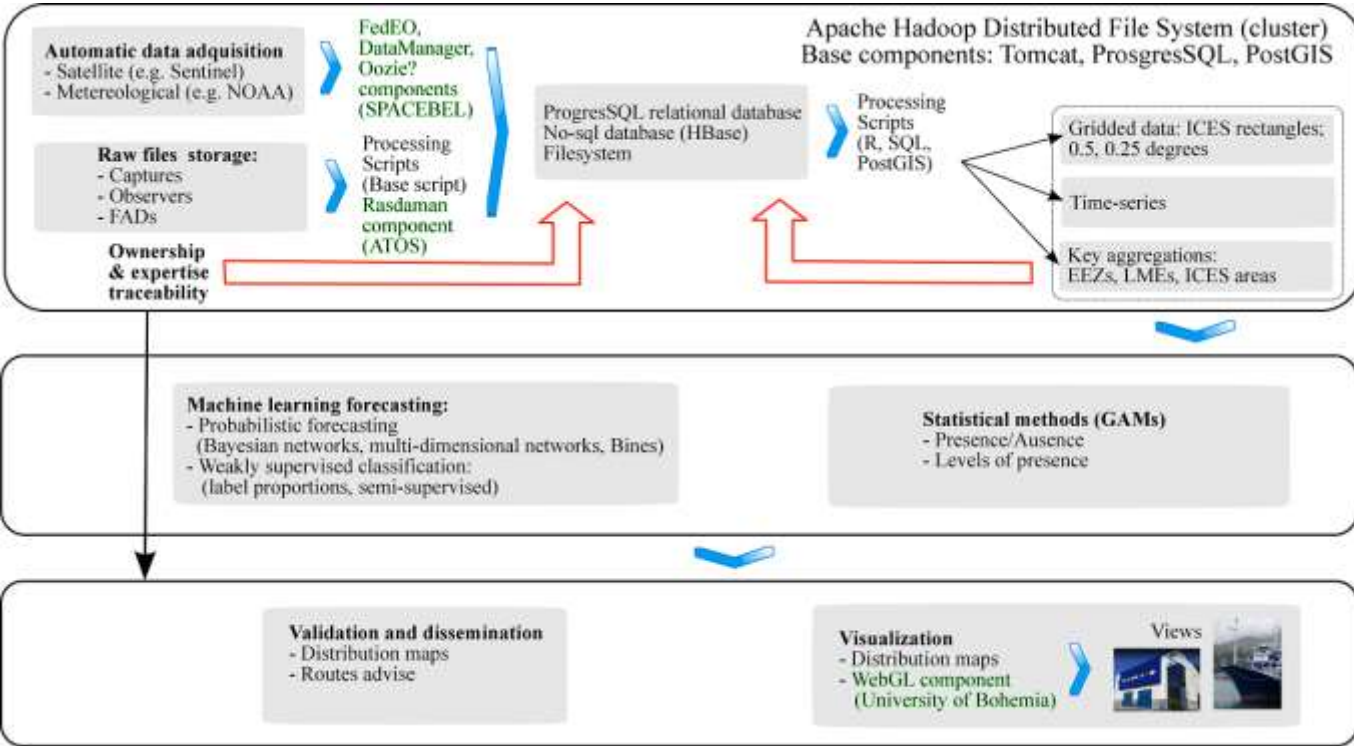 Apache Hadoop Distributed File System (cluster)
Base components: Tomcat, ProsgresSQL, PostGIS
Automatic data adquisition
- Satellite (e.g. Sentinel)
- Metereological (e.g. NOAA)
FedEO,
DataManager,
Oozie?
components
(SPACEBEL)
Raw files storage:
- Captures
- Observers
- FADs
Processing
Scripts
(Base script)
Rasdaman
component
(ATOS)
Ownership
& expertise
traceability
ProgresSQL relational database
No-sql database (HBase)
Filesystem
Processing
Scripts
(R, SQL,
PostGIS)
Gridded data: ICES rectangles;
0.5, 0.25 degrees
Time-series
Key aggregations:
EEZs, LMEs, ICES areas
Machine learning forecasting:
- Probabilistic forecasting
(Bayesian networks, multi-dimensional networks, Bines)
- Weakly supervised classification:
(label proportions, semi-supervised)
Statistical methods (GAMs)
- Presence/Ausence
- Levels of presence
Validation and dissemination
- Distribution maps
- Routes advise
Visualization
- Distribution maps
- WebGL component
(University of Bohemia)
Views